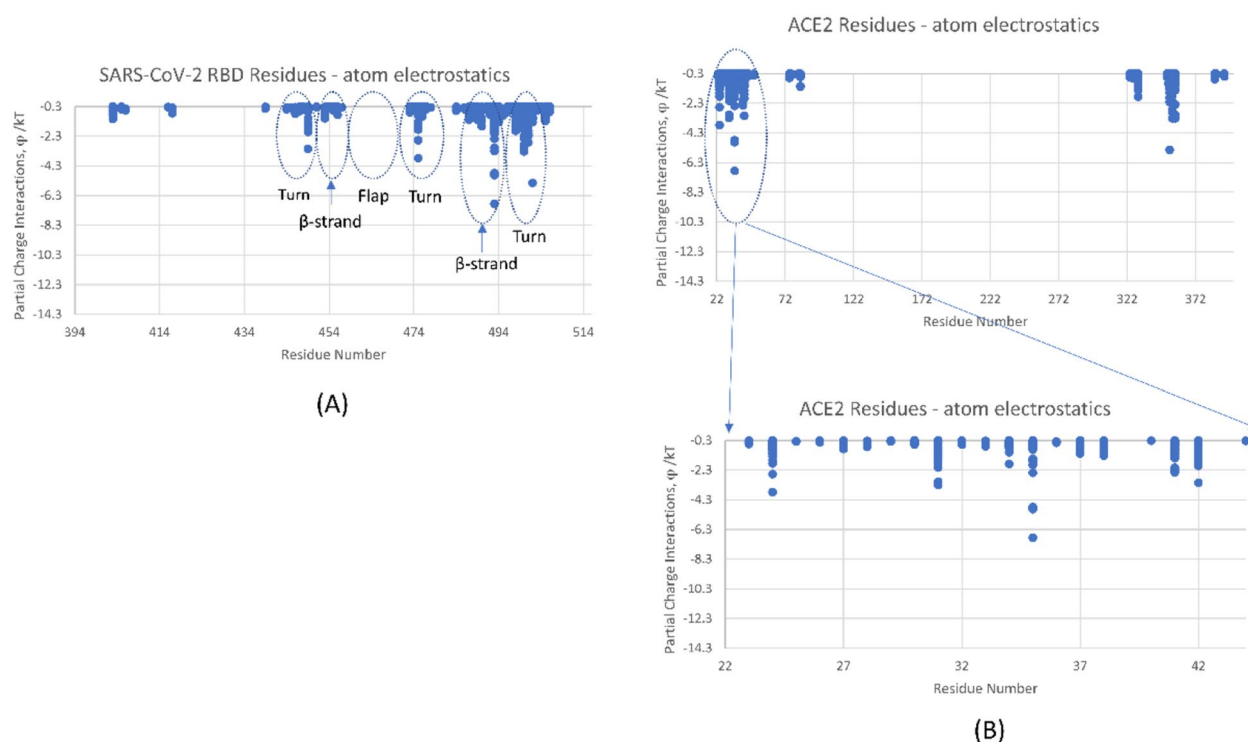 SARS-CoV-2 RBD Residues - atom electrostatics
Partial Charge Interactions, φ /kT
-0.3
-2.3
-4.3
-6.3
-8.3
-10.3
-12.3
-14.3
Turn
β-strand
Flap
Turn
β-strand
Turn
394 414 434 454 474 494 514
Residue Number
(A)
ACE2 Residues - atom electrostatics
Partial Charge Interactions, φ /kT
-0.3
-2.3
-4.3
-6.3
-8.3
-10.3
-12.3
-14.3
22 72 122 172 222 272 322 372
Residue Number
ACE2 Residues - atom electrostatics
Partial Charge Interactions, φ /kT
-0.3
-2.3
-4.3
-6.3
-8.3
-10.3
-12.3
-14.3
22 27 32 37 42
Residue Number
(B)